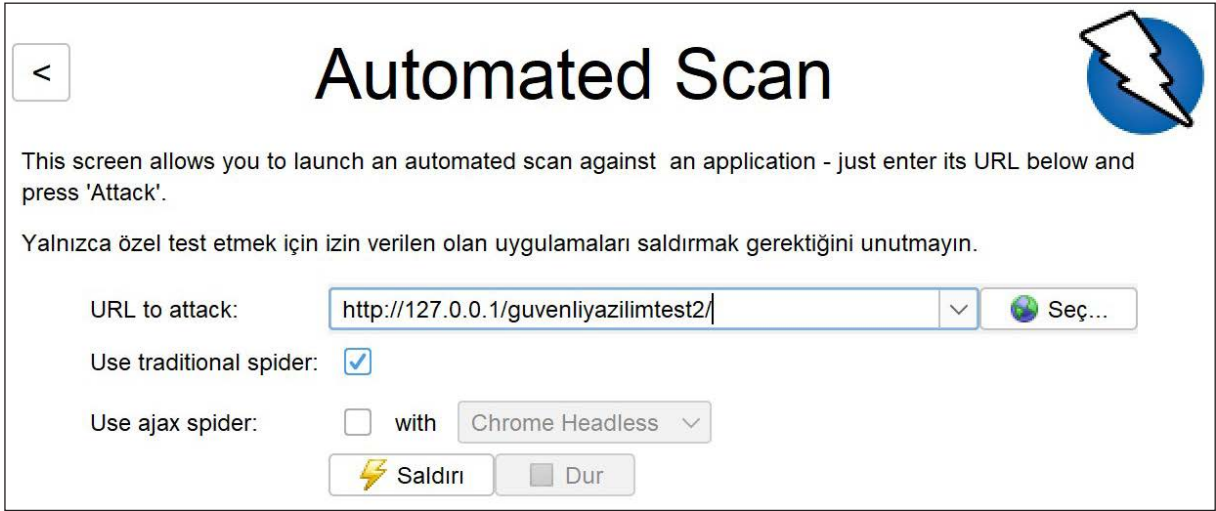 <
Automated Scan
This screen allows you to launch an automated scan against  an application - just enter its URL below and
press 'Attack'.
Yalnızca özel test etmek için izin verilen olan uygulamaları saldırmak gerektiğini unutmayın.
URL to attack: http://127.0.0.1/guvenliyazilimtest2/ Seç...
Use traditional spider:
Use ajax spider: with Chrome Headless
Saldırı Dur